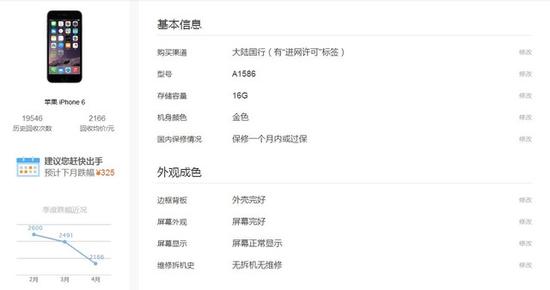 苹果 iPhone 6
19546 2166
历史回收次数 回收均价/元
建议您赶快出手
预计下月跌幅 ¥325
季度跌幅近况
2600
2491
2166
2月 3月 4月
基本信息
购买渠道 大陆国行（有“进网许可”标签） 修改
型号 A1586 修改
存储容量 16G 修改
机身颜色 金色 修改
国内保修情况 保修一个月内或过保 修改
外观成色
边框背板 外壳完好 修改
屏幕外观 屏幕完好 修改
屏幕显示 屏幕正常显示 修改
维修拆机史 无拆机无维修 修改